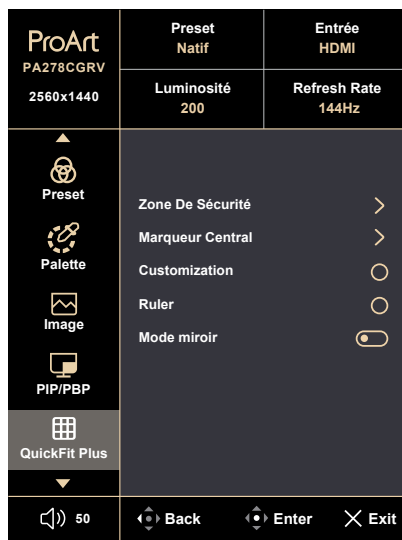 ProArt
PA278CGRV
2560x1440
Preset
Natif
Entrée
HDMI
Luminosité
200
Refresh Rate
144Hz
Preset
Palette
Image
PIP/PBP
QuickFit Plus
Zone De Sécurité
Marqueur Central
Customization
Ruler
Mode miroir
50
Back
Enter
Exit